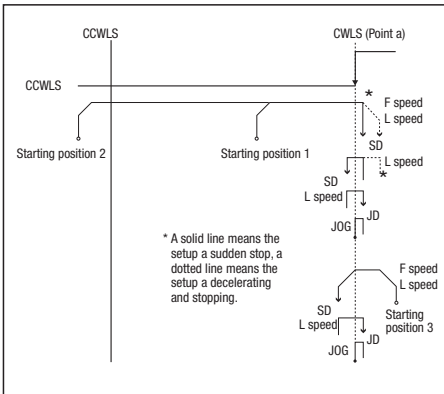 CCWLS
CWLS (Point a)
CCWLS
*
F speed
L speed
Starting position 2
Starting position 1
SD
L speed
*
SD
L speed
JD
JOG
* A solid line means the
setup a sudden stop, a
dotted line means the
setup a decelerating
and stopping.
F speed
L speed
SD
Starting
position 3
L speed
JD
JOG